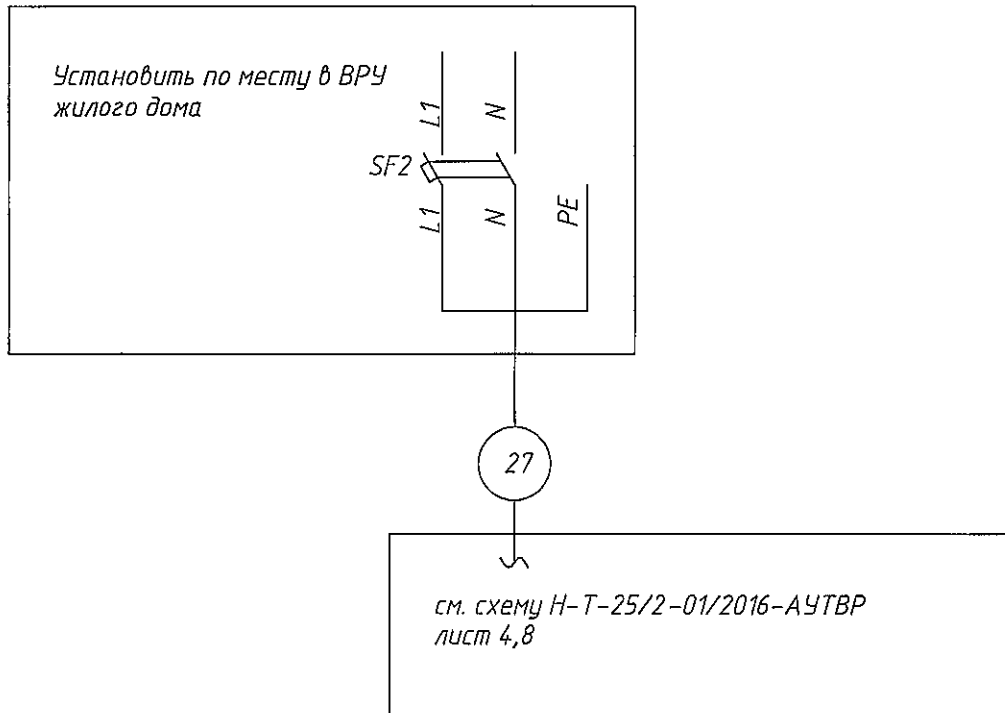 Установить по месту в ВРУ
жилого дома
L1
N
SF2
L1
N
PE
27
см. схему Н-Т-25/2-01/2016-АУТВР
лист 4,8